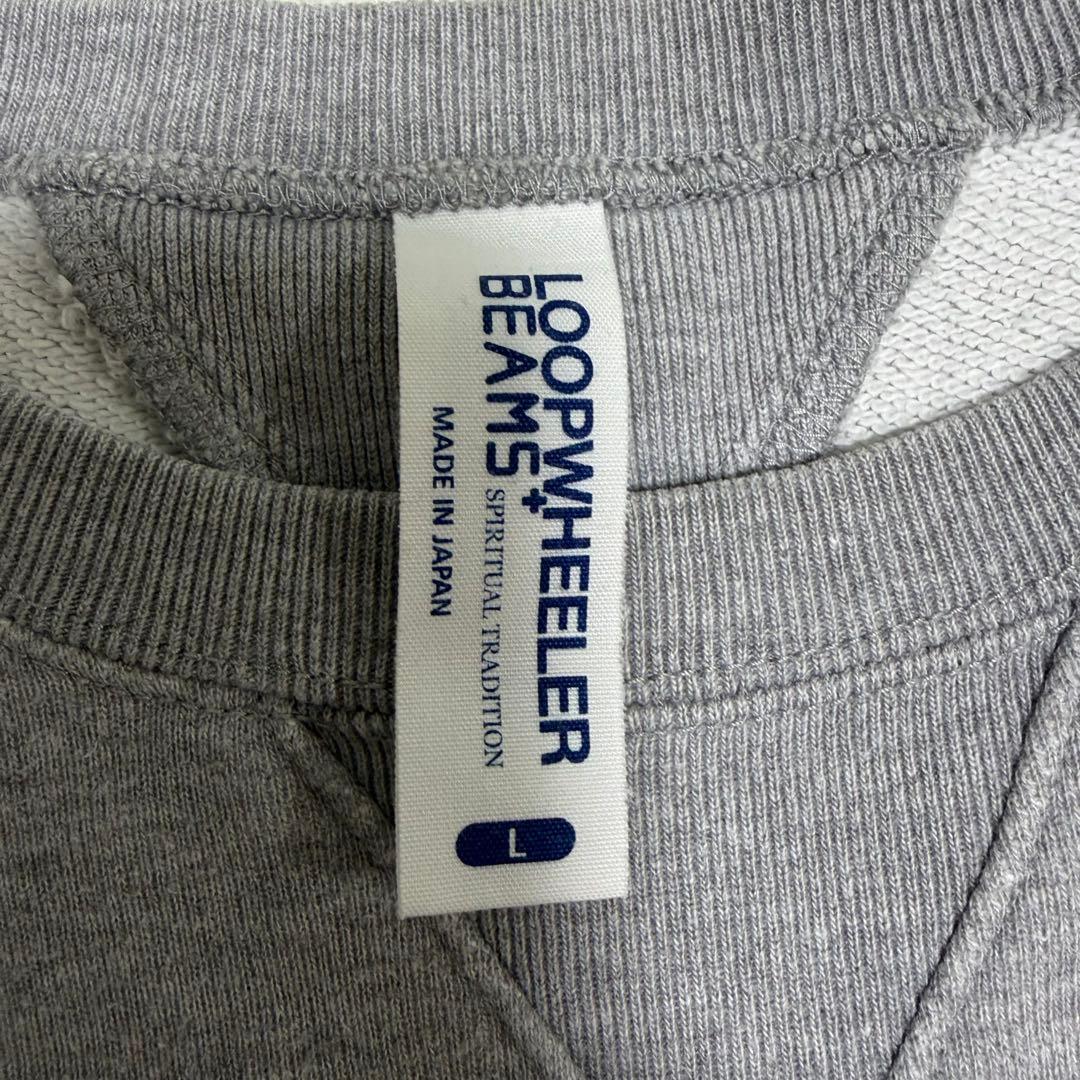 LOOPWHEELER
+
BEAMS
SPIRITUAL TRADITION
MADE IN JAPAN
L